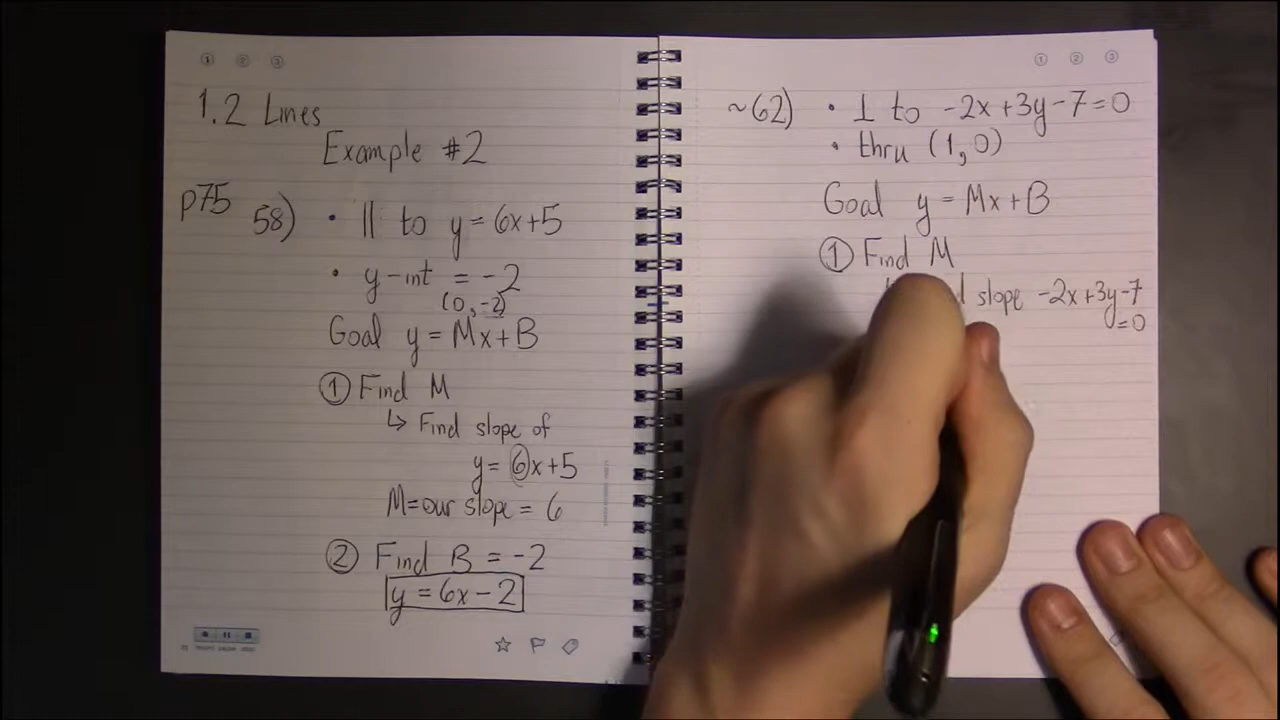 1.2 Lines
Example #2
p75 58) • || to y = 6x+5
• y-int = -2
(0,-2)
Goal y = Mx+B
① Find M
↳ Find slope of
y = 6x+5
M=our slope = 6
② Find B = -2
y = 6x-2
~62) • ⊥ to -2x+3y-7=0
• thru (1,0)
Goal y = Mx+B
① Find M
slope -2x+3y-7
=0